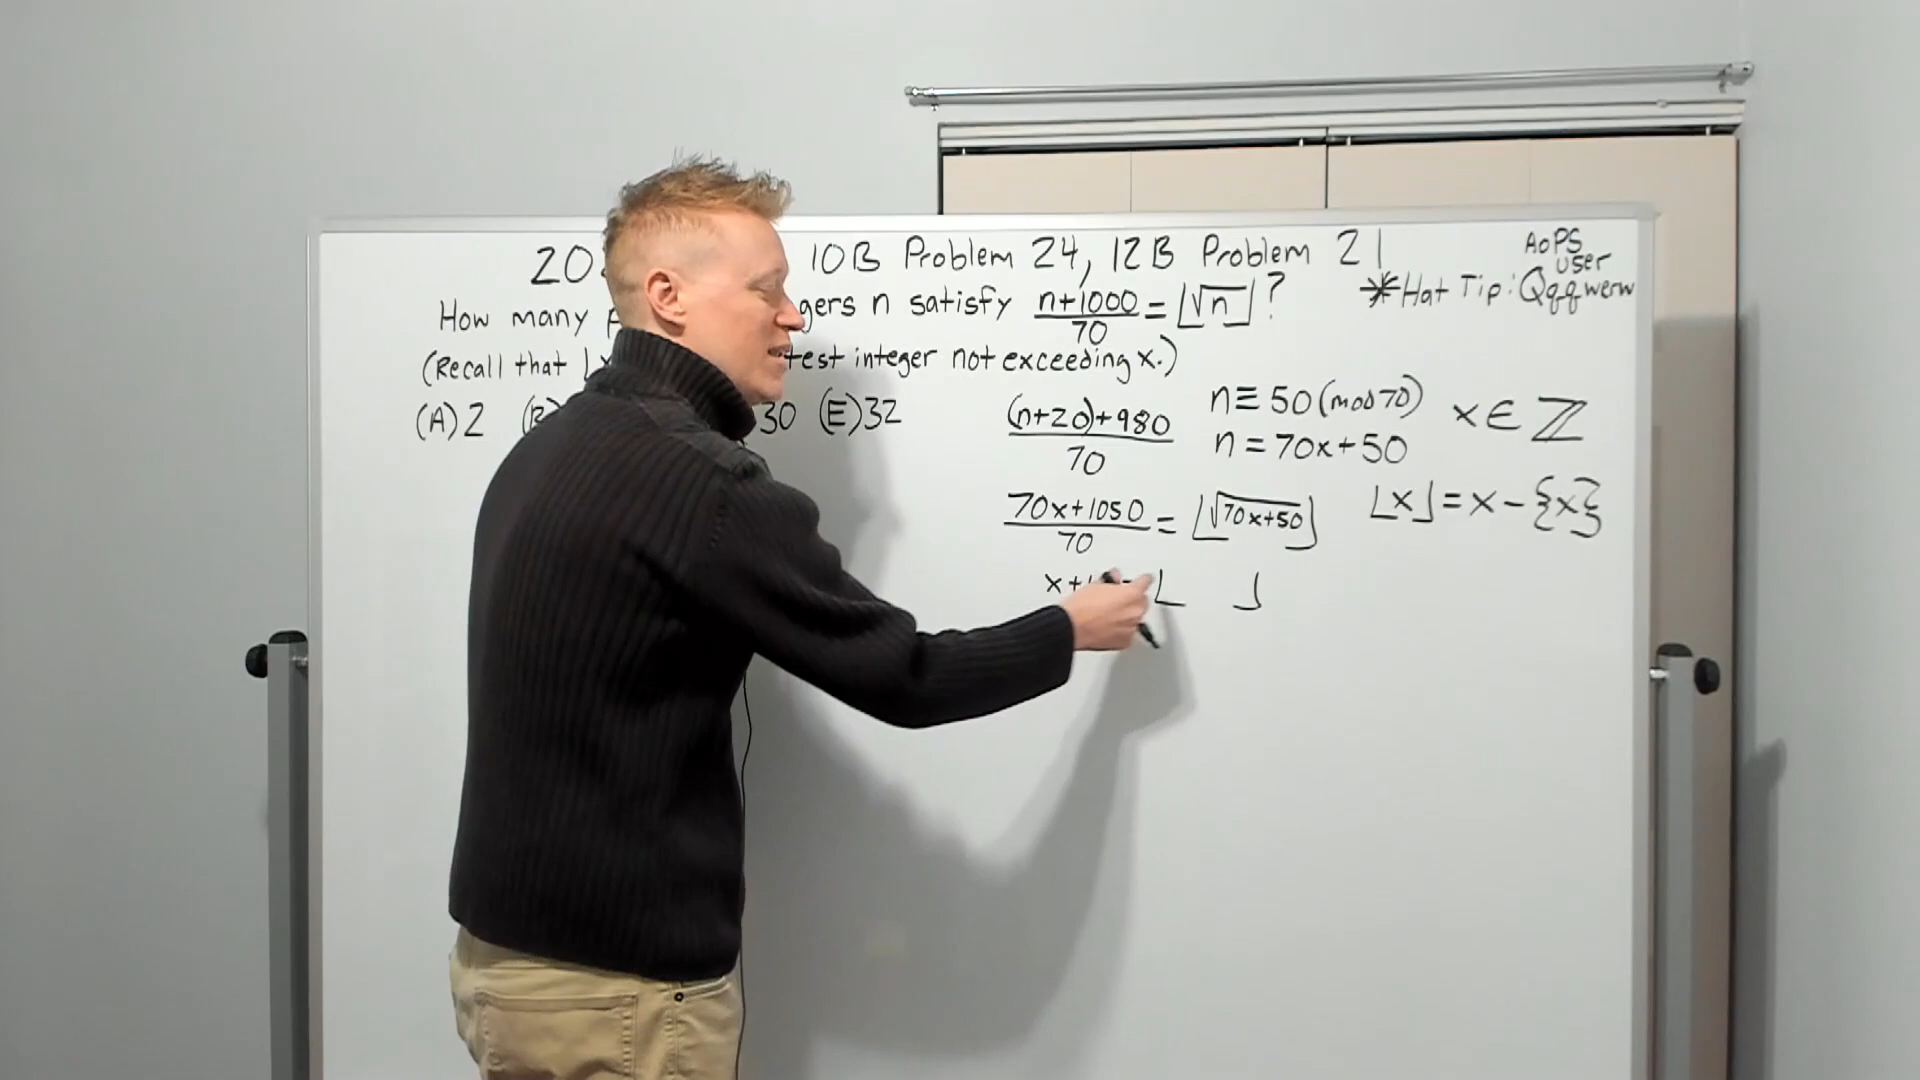 20 10B Problem 24, 12B Problem 21
AoPS
user
*Hat Tip: Qqqwerw
How many gers n satisfy (n+1000)/70 = ⌊√n⌋?
(Recall that ⌊x test integer not exceeding x.)
(A) 2 (B) 30 (E) 32
((n+20)+980)/70
n ≡ 50 (mod 70)
n = 70x+50
x ∈ ℤ
(70x+1050)/70 = ⌊√(70x+50)⌋
⌊x⌋ = x - {x}
x+1 = ⌊ ⌋